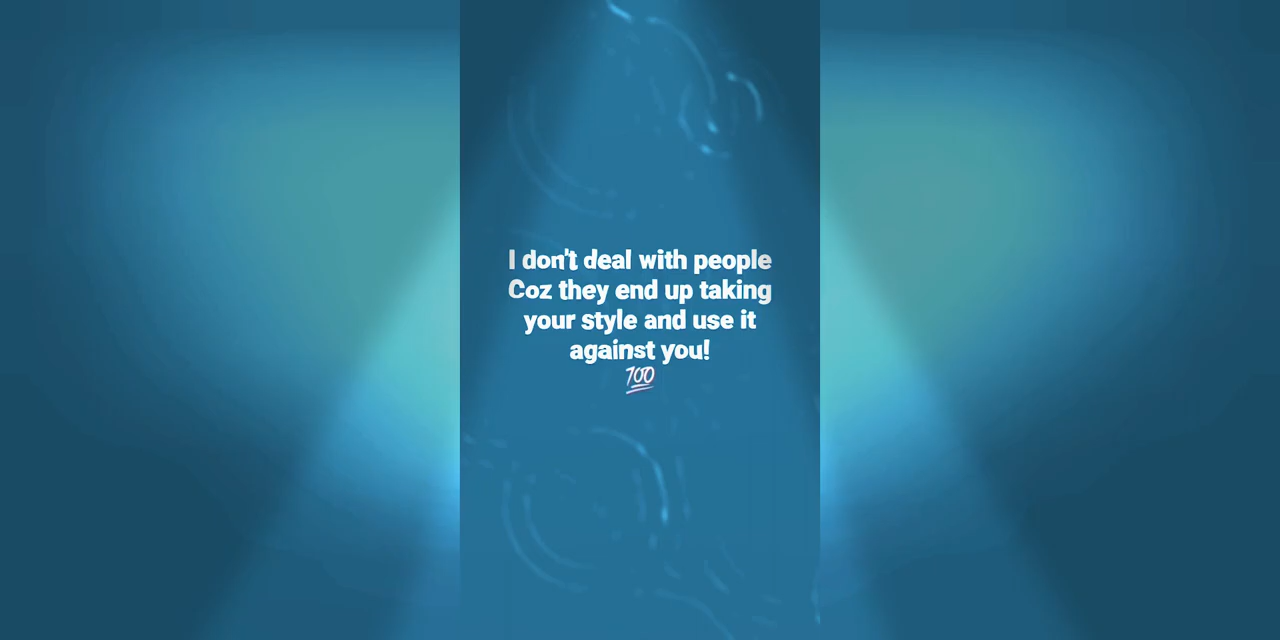 I don't deal with people
Coz they end up taking
your style and use it
against you!
💯